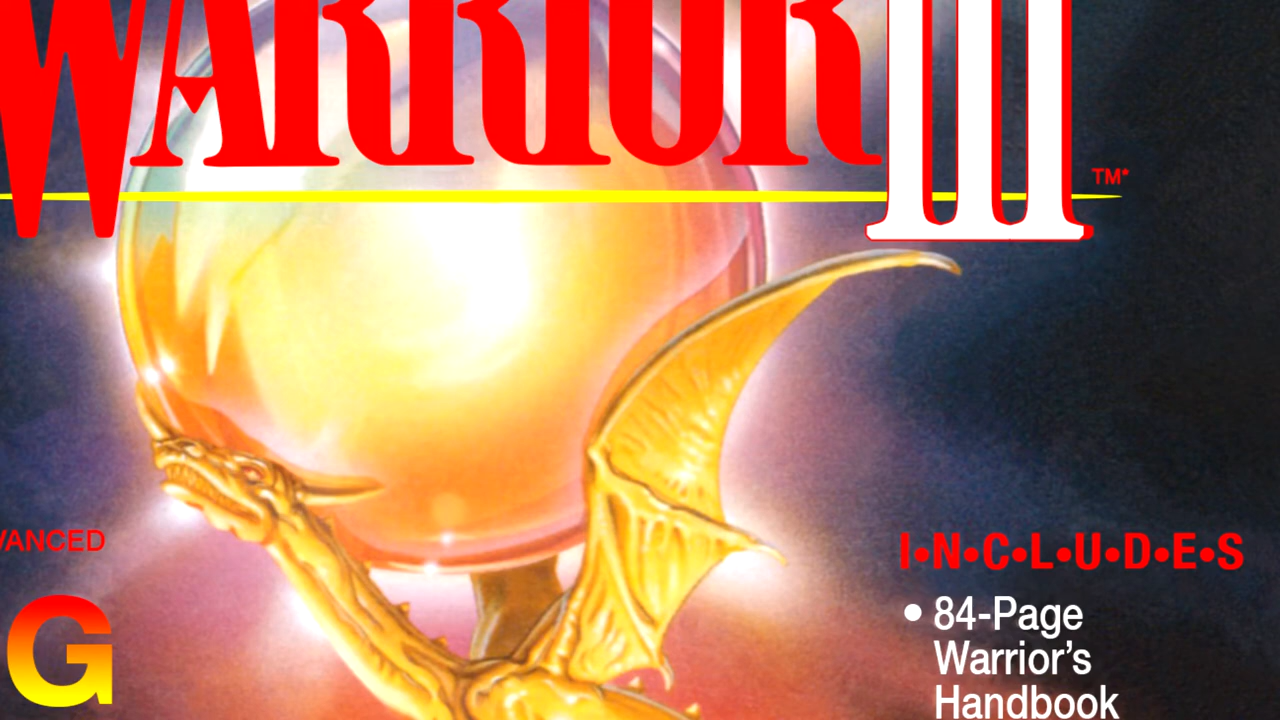 WARRIOR III
TM*
VANCED
G
I•N•C•L•U•D•E•S
• 84-Page
Warrior's
Handbook